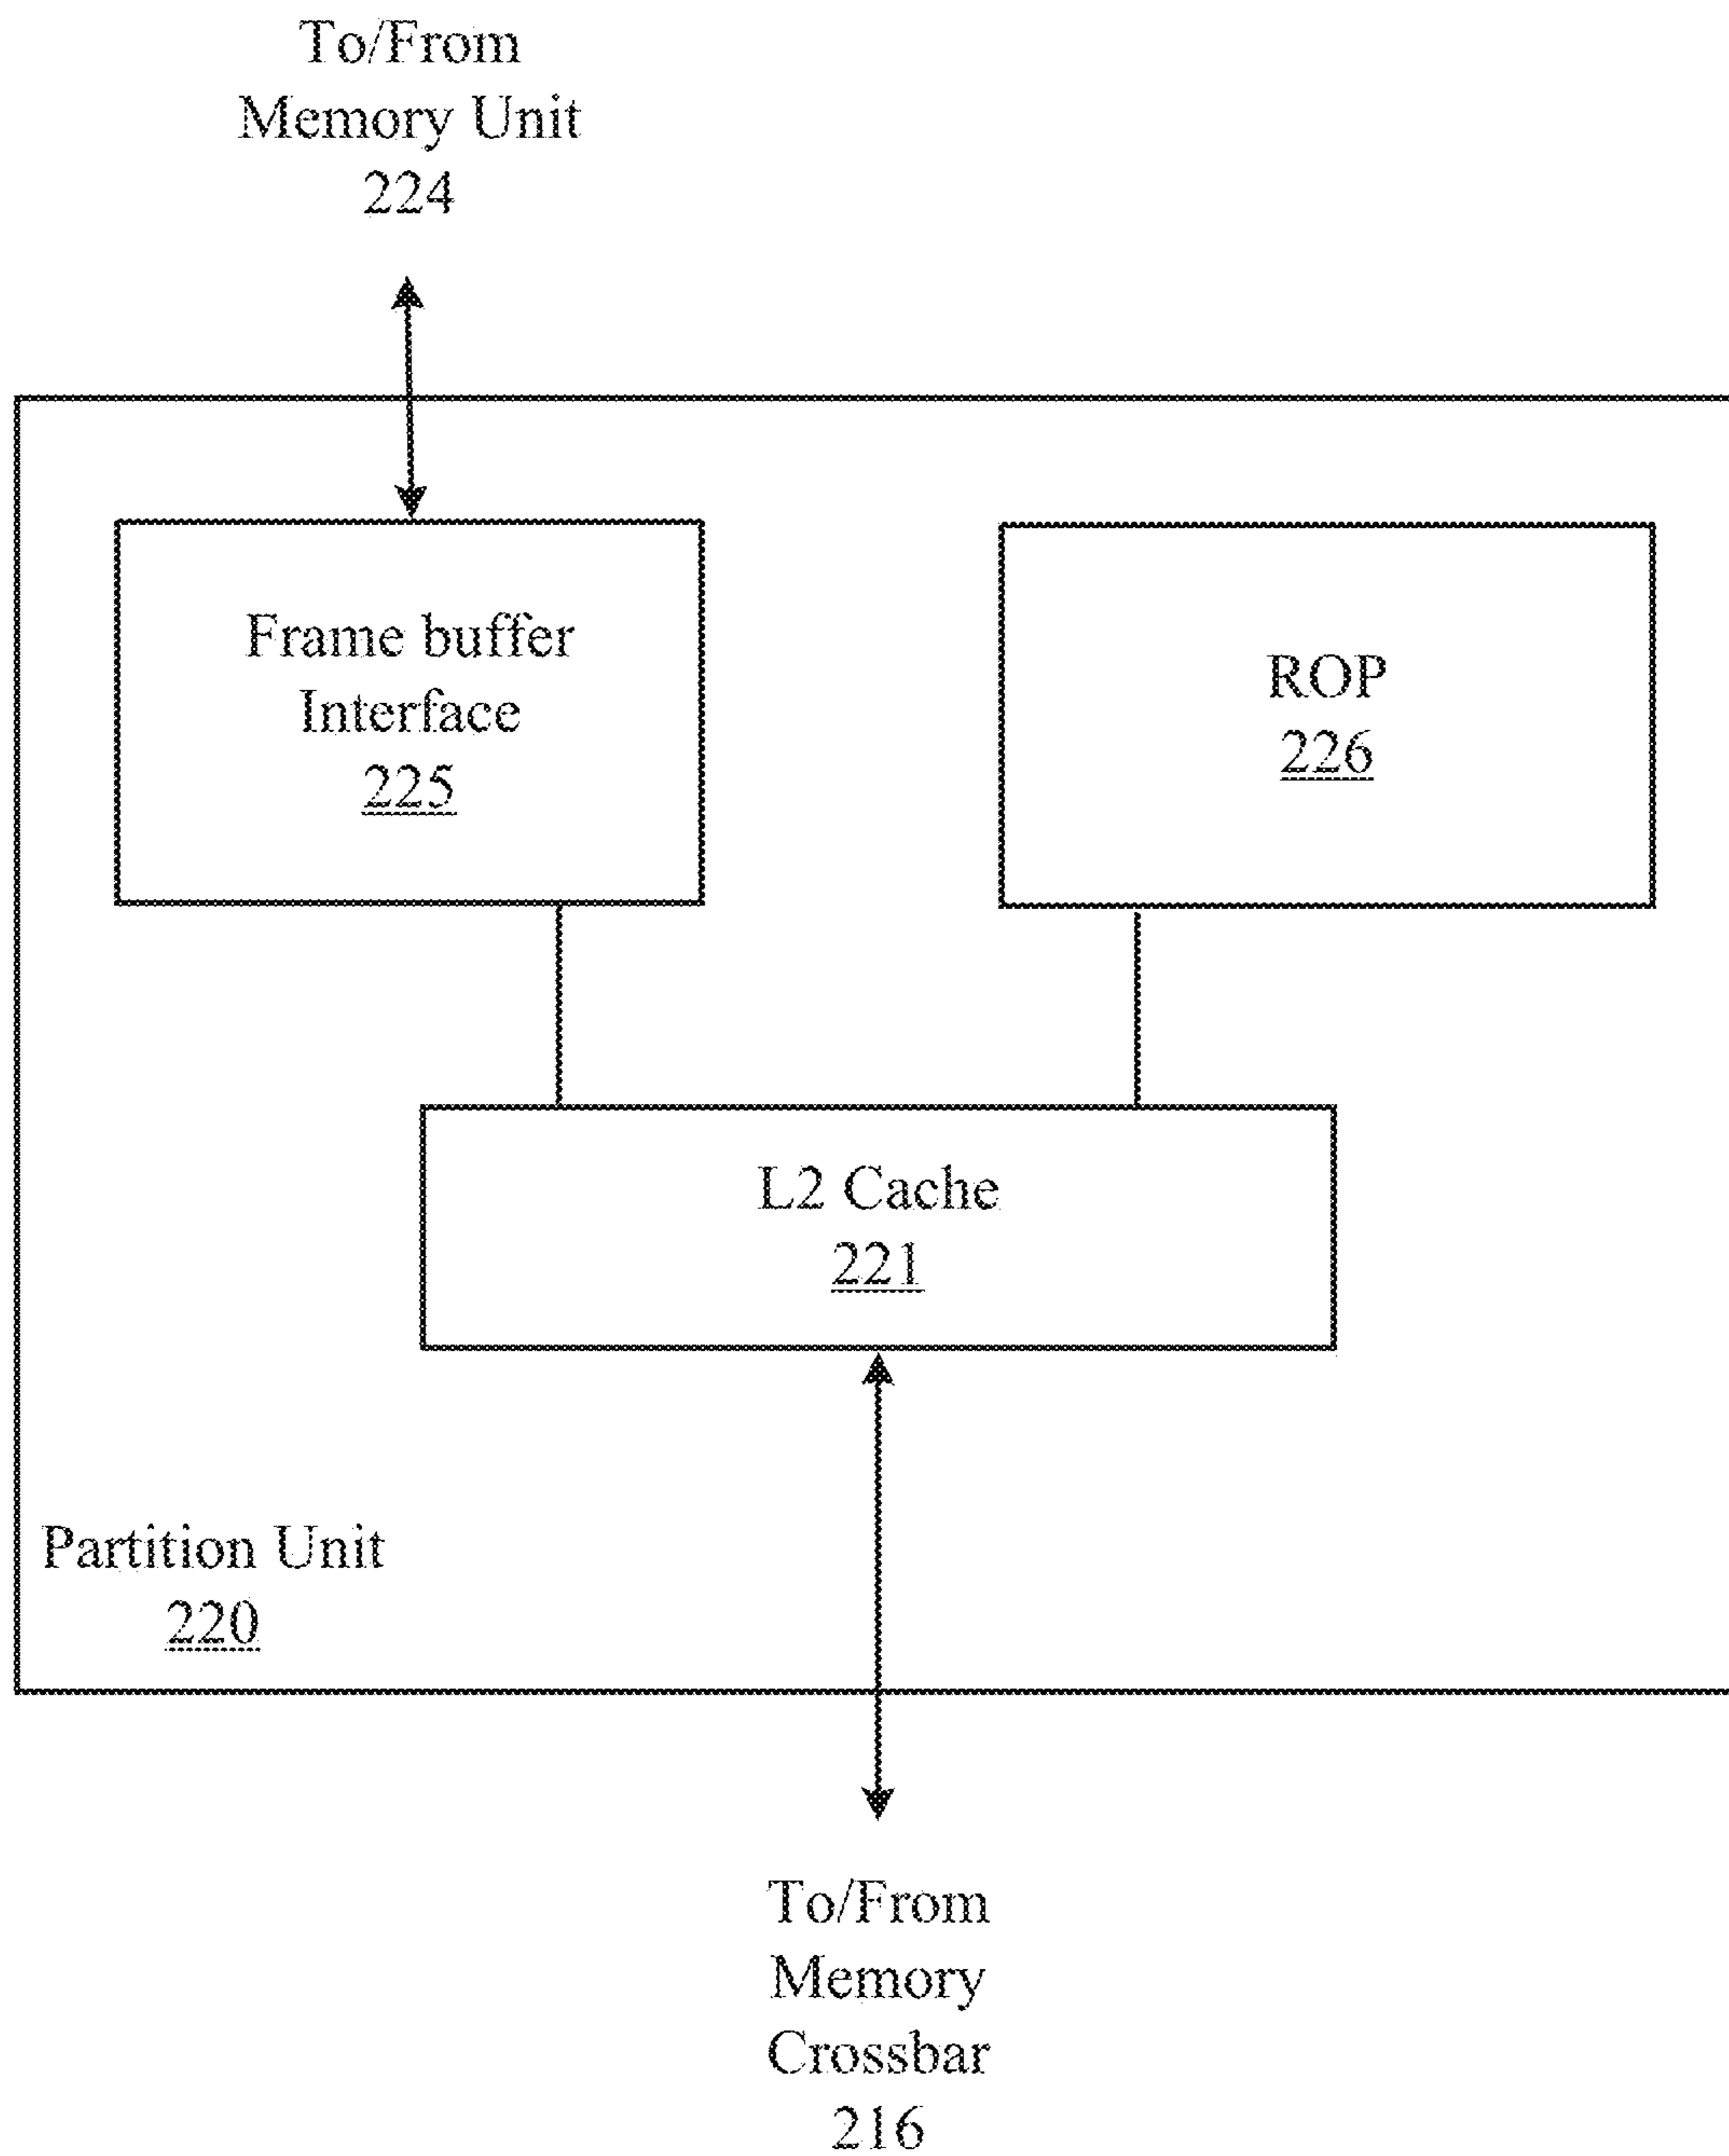 To/From
Memory Unit
224
Frame buffer
Interface
225
ROP
226
L2 Cache
221
Partition Unit
220
To/From
Memory
Crossbar
216